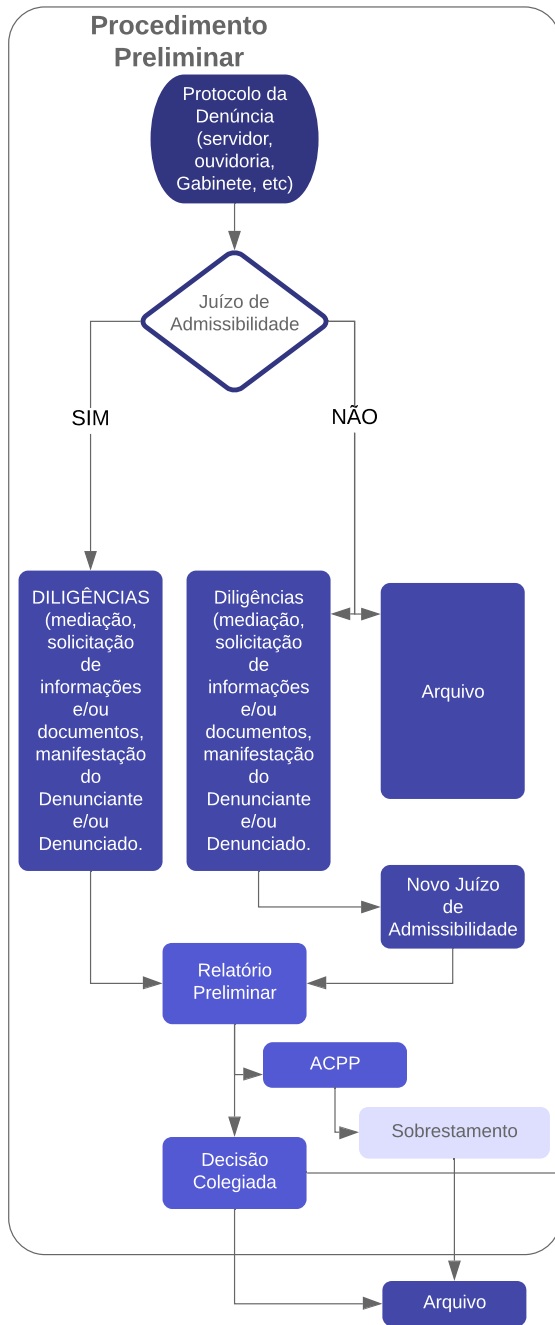 Procedimento
Preliminar
Protocolo da
Denúncia
(servidor,
ouvidoria,
Gabinete, etc)
Juízo de
Admissibilidade
SIM
NÃO
DILIGÊNCIAS
(mediação,
solicitação
de
informações
e/ou
documentos,
manifestação
do
Denunciante
e/ou
Denunciado.
Diligências
(mediação,
solicitação
de
informações
e/ou
documentos,
manifestação
do
Denunciante
e/ou
Denunciado.
Arquivo
Novo Juízo
de
Admissibilidade
Relatório
Preliminar
ACPP
Sobrestamento
Decisão
Colegiada
Arquivo